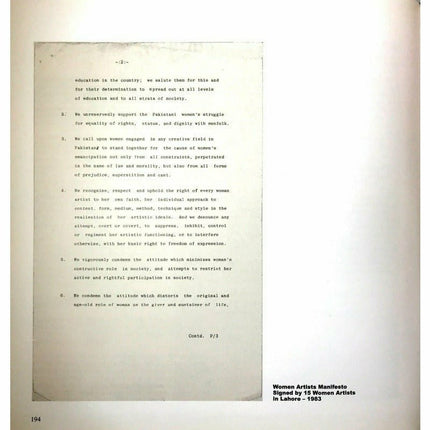 -:2:-
education in the country; we salute them for this and
for their determination to spread out at all levels
of education and to all strata of society.
2. We unreservedly support the Pakistani women's struggle
for equality of rights, status, and dignity with menfolk.
3. We call upon women engaged in any creative field in
Pakistan to stand together for the cause of women's
emancipation not only from all constraints, perpetrated
in the name of law and morality, but also from all forms
of prejudice, superstition and cant.
4. We recognise, respect and uphold the right of every woman
artist to her own faith, her individual approach to
content, form, medium, method, technique and style in the
realisation of her artistic ideals. And we denounce any
attempt, overt or covert, to suppress, inhibit, control
or regiment her artistic functioning, or to interfere
otherwise, with her basic right to freedom of expression.
5. We vigorously condemn the attitude which minimises woman's
constructive role in society, and attempts to restrict her
active and rightful participation in society.
6. We condemn the attitude which distorts the original and
age-old role of woman as the giver and sustainer of life,
Contd. P/3
Women Artists Manifesto
Signed by 15 Women Artists
in Lahore – 1983
194